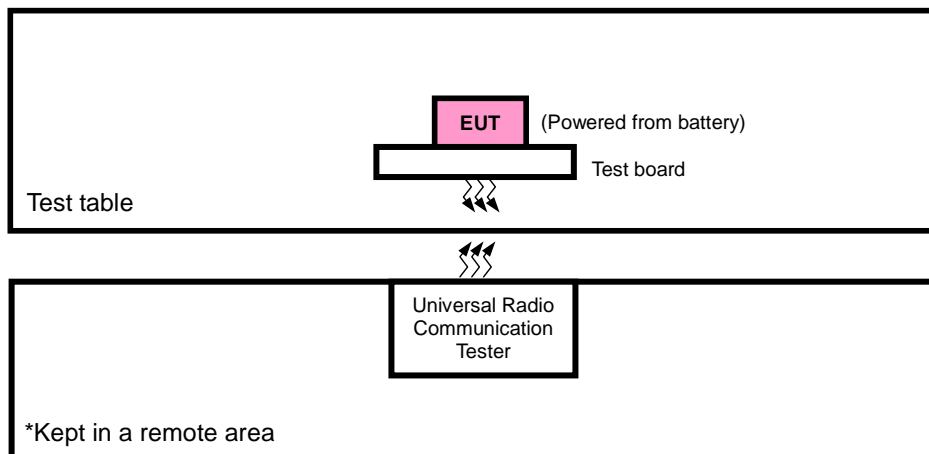 EUT
(Powered from battery)
Test board
Test table
Universal Radio
Communication
Tester
*Kept in a remote area